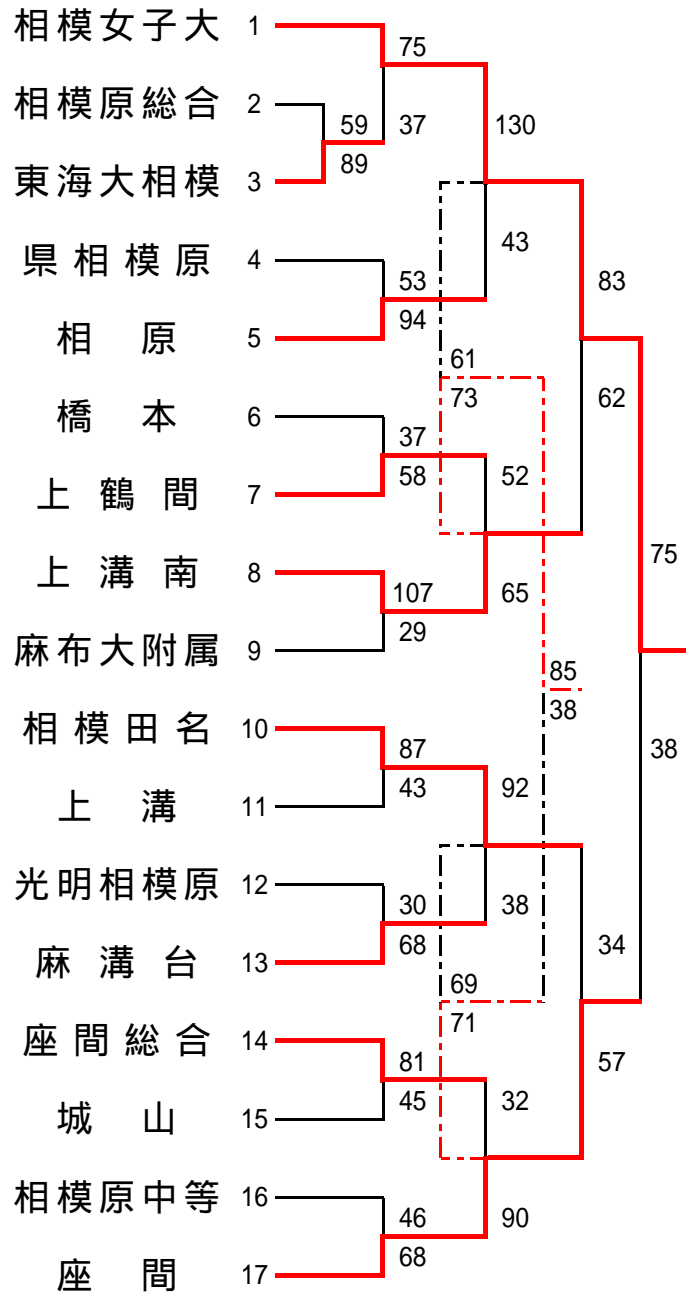 相模女子大 1
75
相模原総合 2
59 37 130
89
東海大相模 3
43
県相模原 4
53 83
94
相原 5
61
73 62
橋本 6
37
58 52
上鶴間 7
75
上溝南 8
107 65
29
麻布大附属 9
85
38
相模田名 10
38
87
43 92
上溝 11
光明相模原 12
30 38
68 34
麻溝台 13
69
71
座間総合 14
57
81
45 32
城山 15
相模原中等 16
46 90
68
座間 17